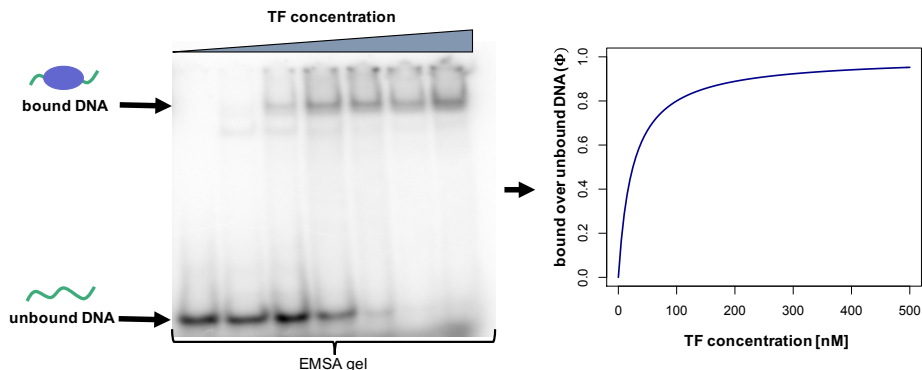 TF concentration
bound DNA
unbound DNA
EMSA gel
bound over unbound DNA (Φ)
1.0
0.8
0.6
0.4
0.2
0.0
0
100
200
300
400
500
TF concentration [nM]